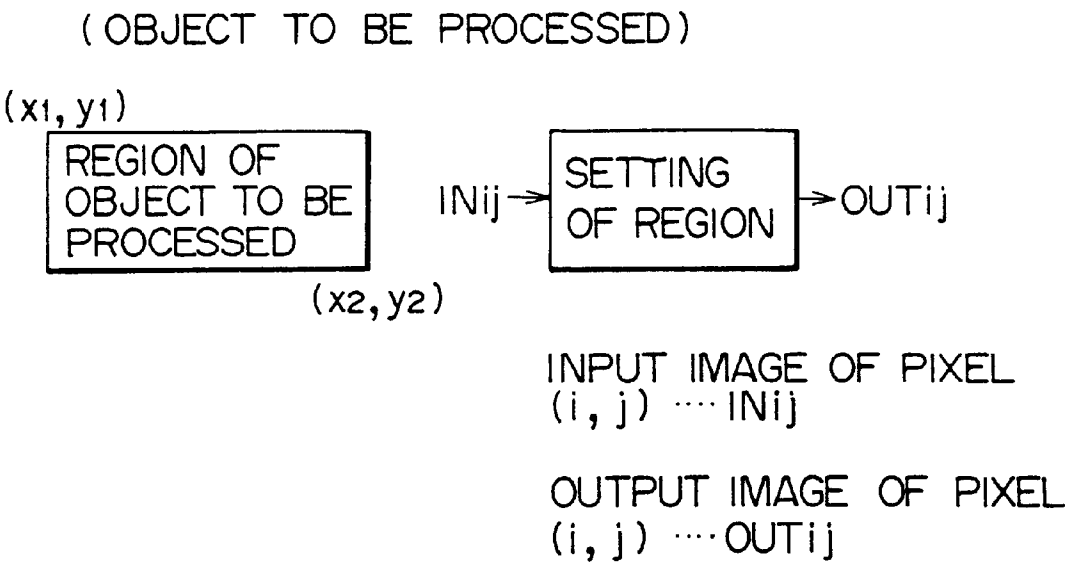 (OBJECT TO BE PROCESSED)
(x1, y1)
REGION OF
OBJECT TO BE
PROCESSED
(x2, y2)
INij
SETTING
OF REGION
OUTij
INPUT IMAGE OF PIXEL
(i, j) ···· INij
OUTPUT IMAGE OF PIXEL
(i, j) ···· OUTij